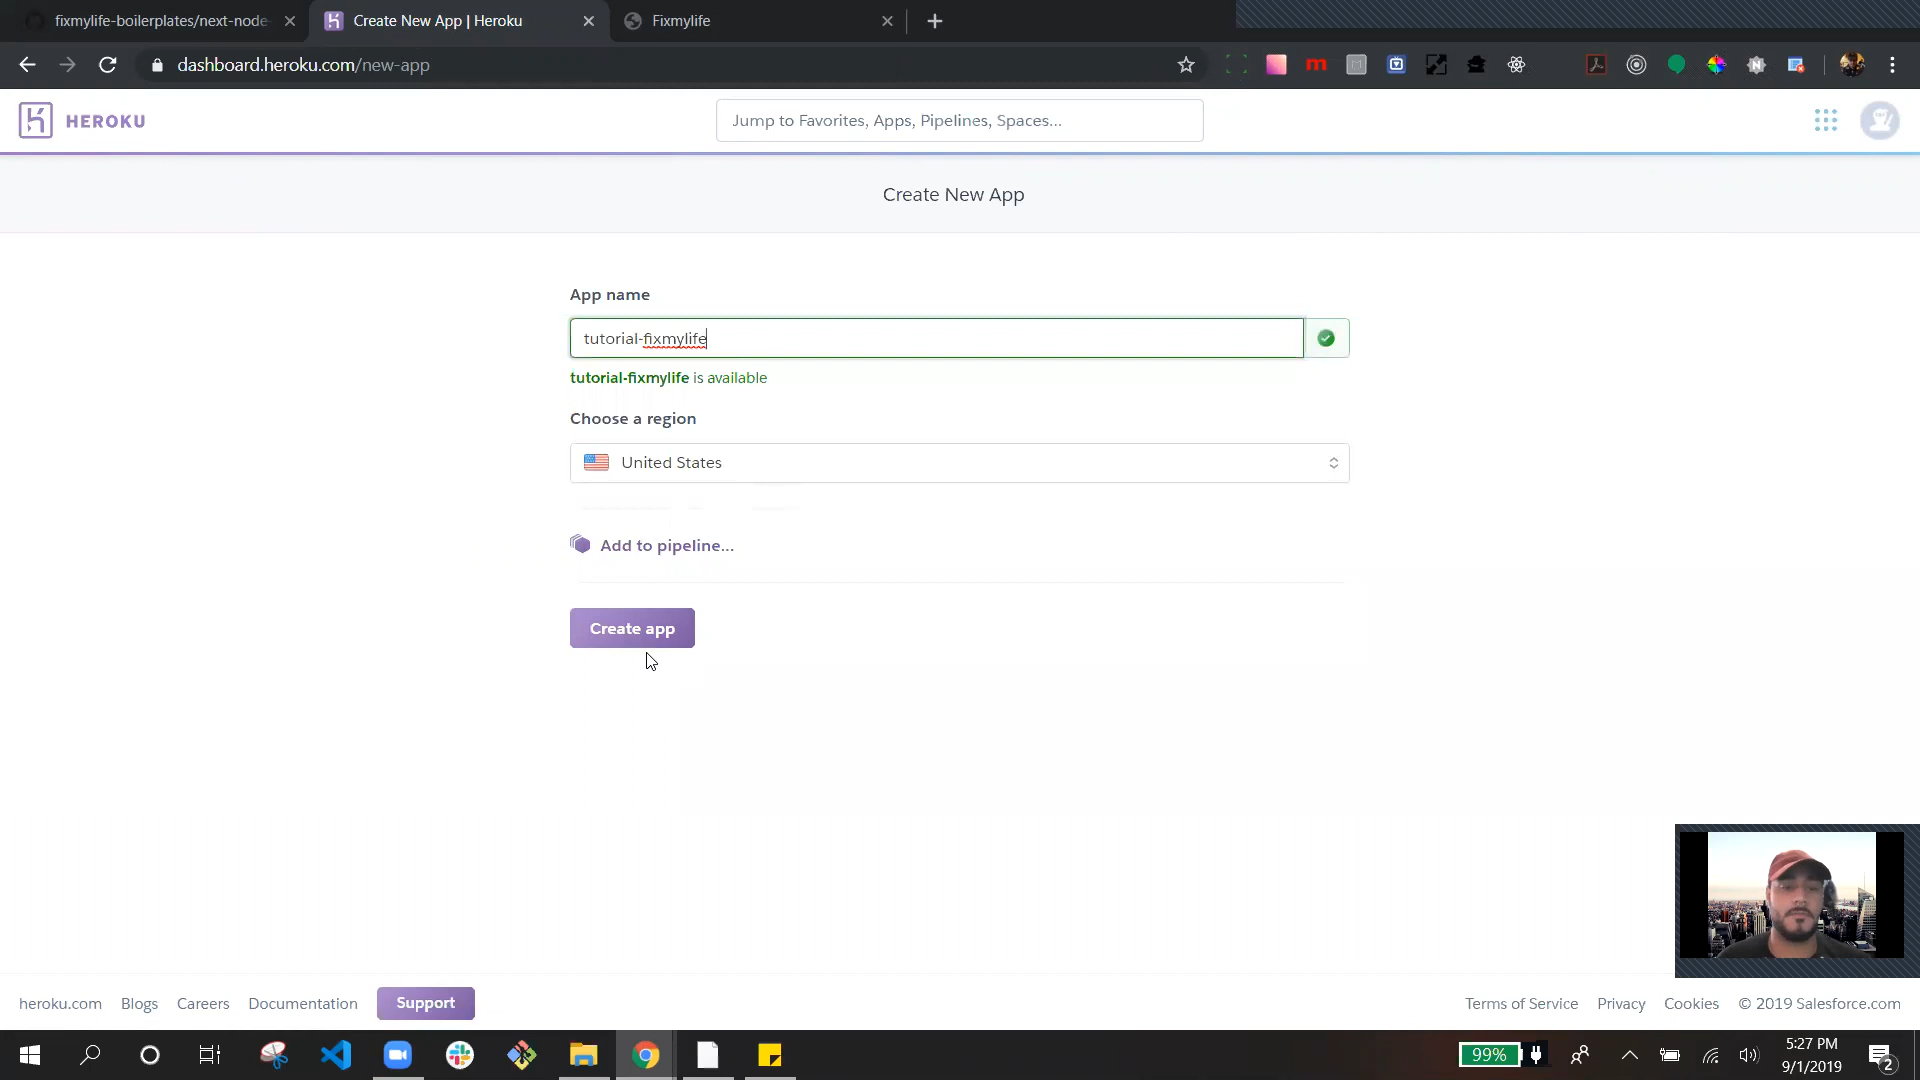 fixmylife-boilerplates/next-node-
Create New App | Heroku
Fixmylife
dashboard.heroku.com/new-app
HEROKU
Jump to Favorites, Apps, Pipelines, Spaces...
Create New App
App name
tutorial-fixmylife
tutorial-fixmylife is available
Choose a region
United States
Add to pipeline...
Create app
heroku.com
Blogs
Careers
Documentation
Support
Terms of Service
Privacy
Cookies
© 2019 Salesforce.com
99%
5:27 PM
9/1/2019
2